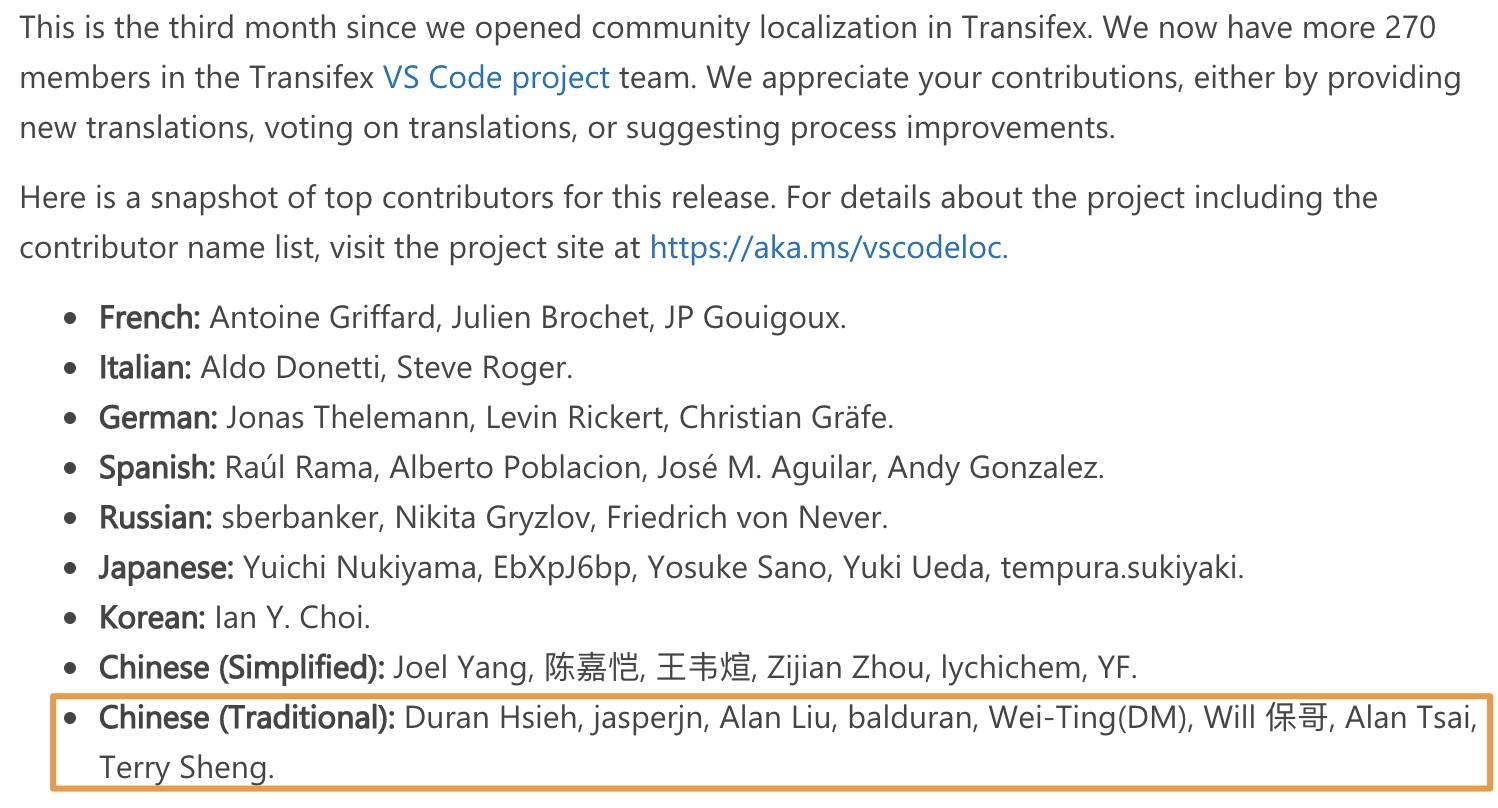 This is the third month since we opened community localization in Transifex. We now have more 270
members in the Transifex VS Code project team. We appreciate your contributions, either by providing
new translations, voting on translations, or suggesting process improvements.
Here is a snapshot of top contributors for this release. For details about the project including the
contributor name list, visit the project site at https://aka.ms/vscodeloc.
• French: Antoine Griffard, Julien Brochet, JP Gouigoux.
• Italian: Aldo Donetti, Steve Roger.
• German: Jonas Thelemann, Levin Rickert, Christian Gräfe.
• Spanish: Raúl Rama, Alberto Poblacion, José M. Aguilar, Andy Gonzalez.
• Russian: sberbanker, Nikita Gryzlov, Friedrich von Never.
• Japanese: Yuichi Nukiyama, EbXpJ6bp, Yosuke Sano, Yuki Ueda, tempura.sukiyaki.
• Korean: Ian Y. Choi.
• Chinese (Simplified): Joel Yang, 陈嘉恺, 王韦煊, Zijian Zhou, lychichem, YF.
• Chinese (Traditional): Duran Hsieh, jasperjn, Alan Liu, balduran, Wei-Ting(DM), Will 保哥, Alan Tsai,
Terry Sheng.